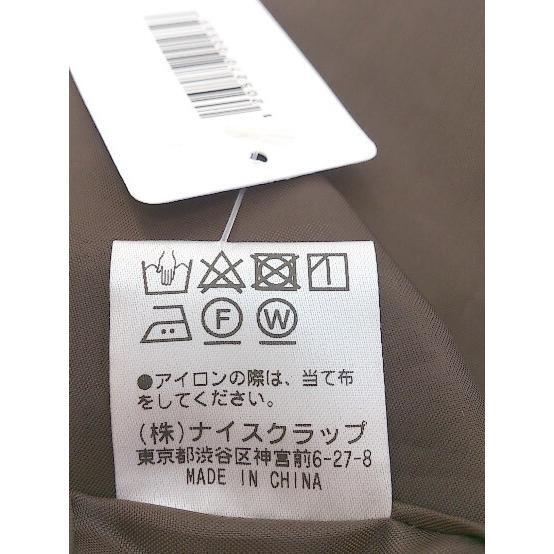 F W
●アイロンの際は、当て布
をしてください。
(株)ナイスクラップ
東京都渋谷区神宮前6-27-8
MADE IN CHINA